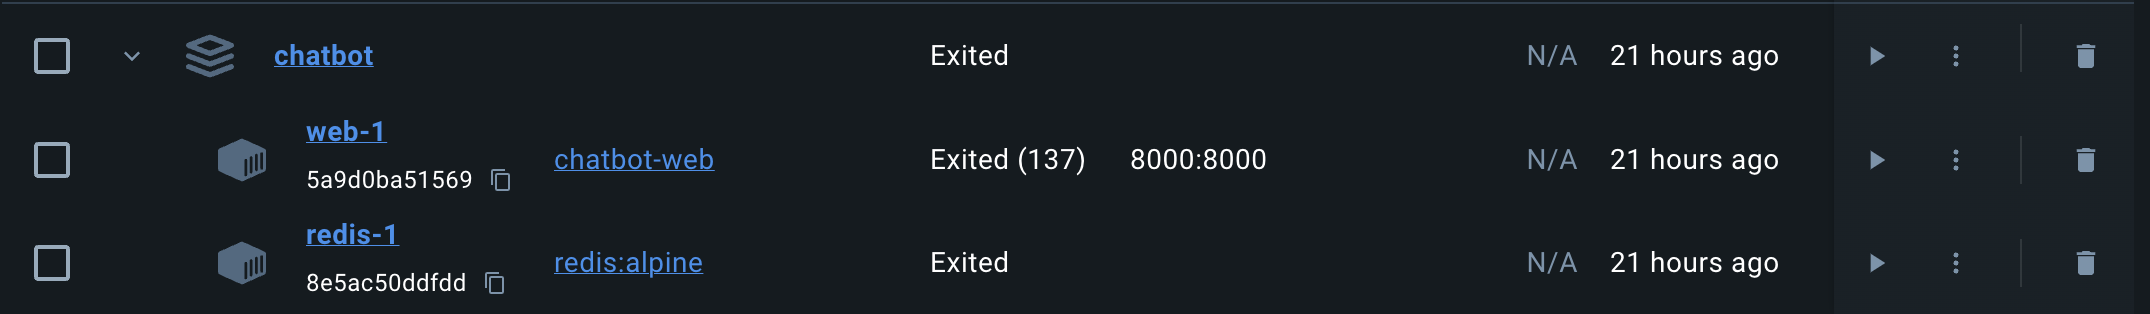 chatbot Exited N/A 21 hours ago
web-1
5a9d0ba51569 chatbot-web Exited (137) 8000:8000 N/A 21 hours ago
redis-1
8e5ac50ddfdd redis:alpine Exited N/A 21 hours ago